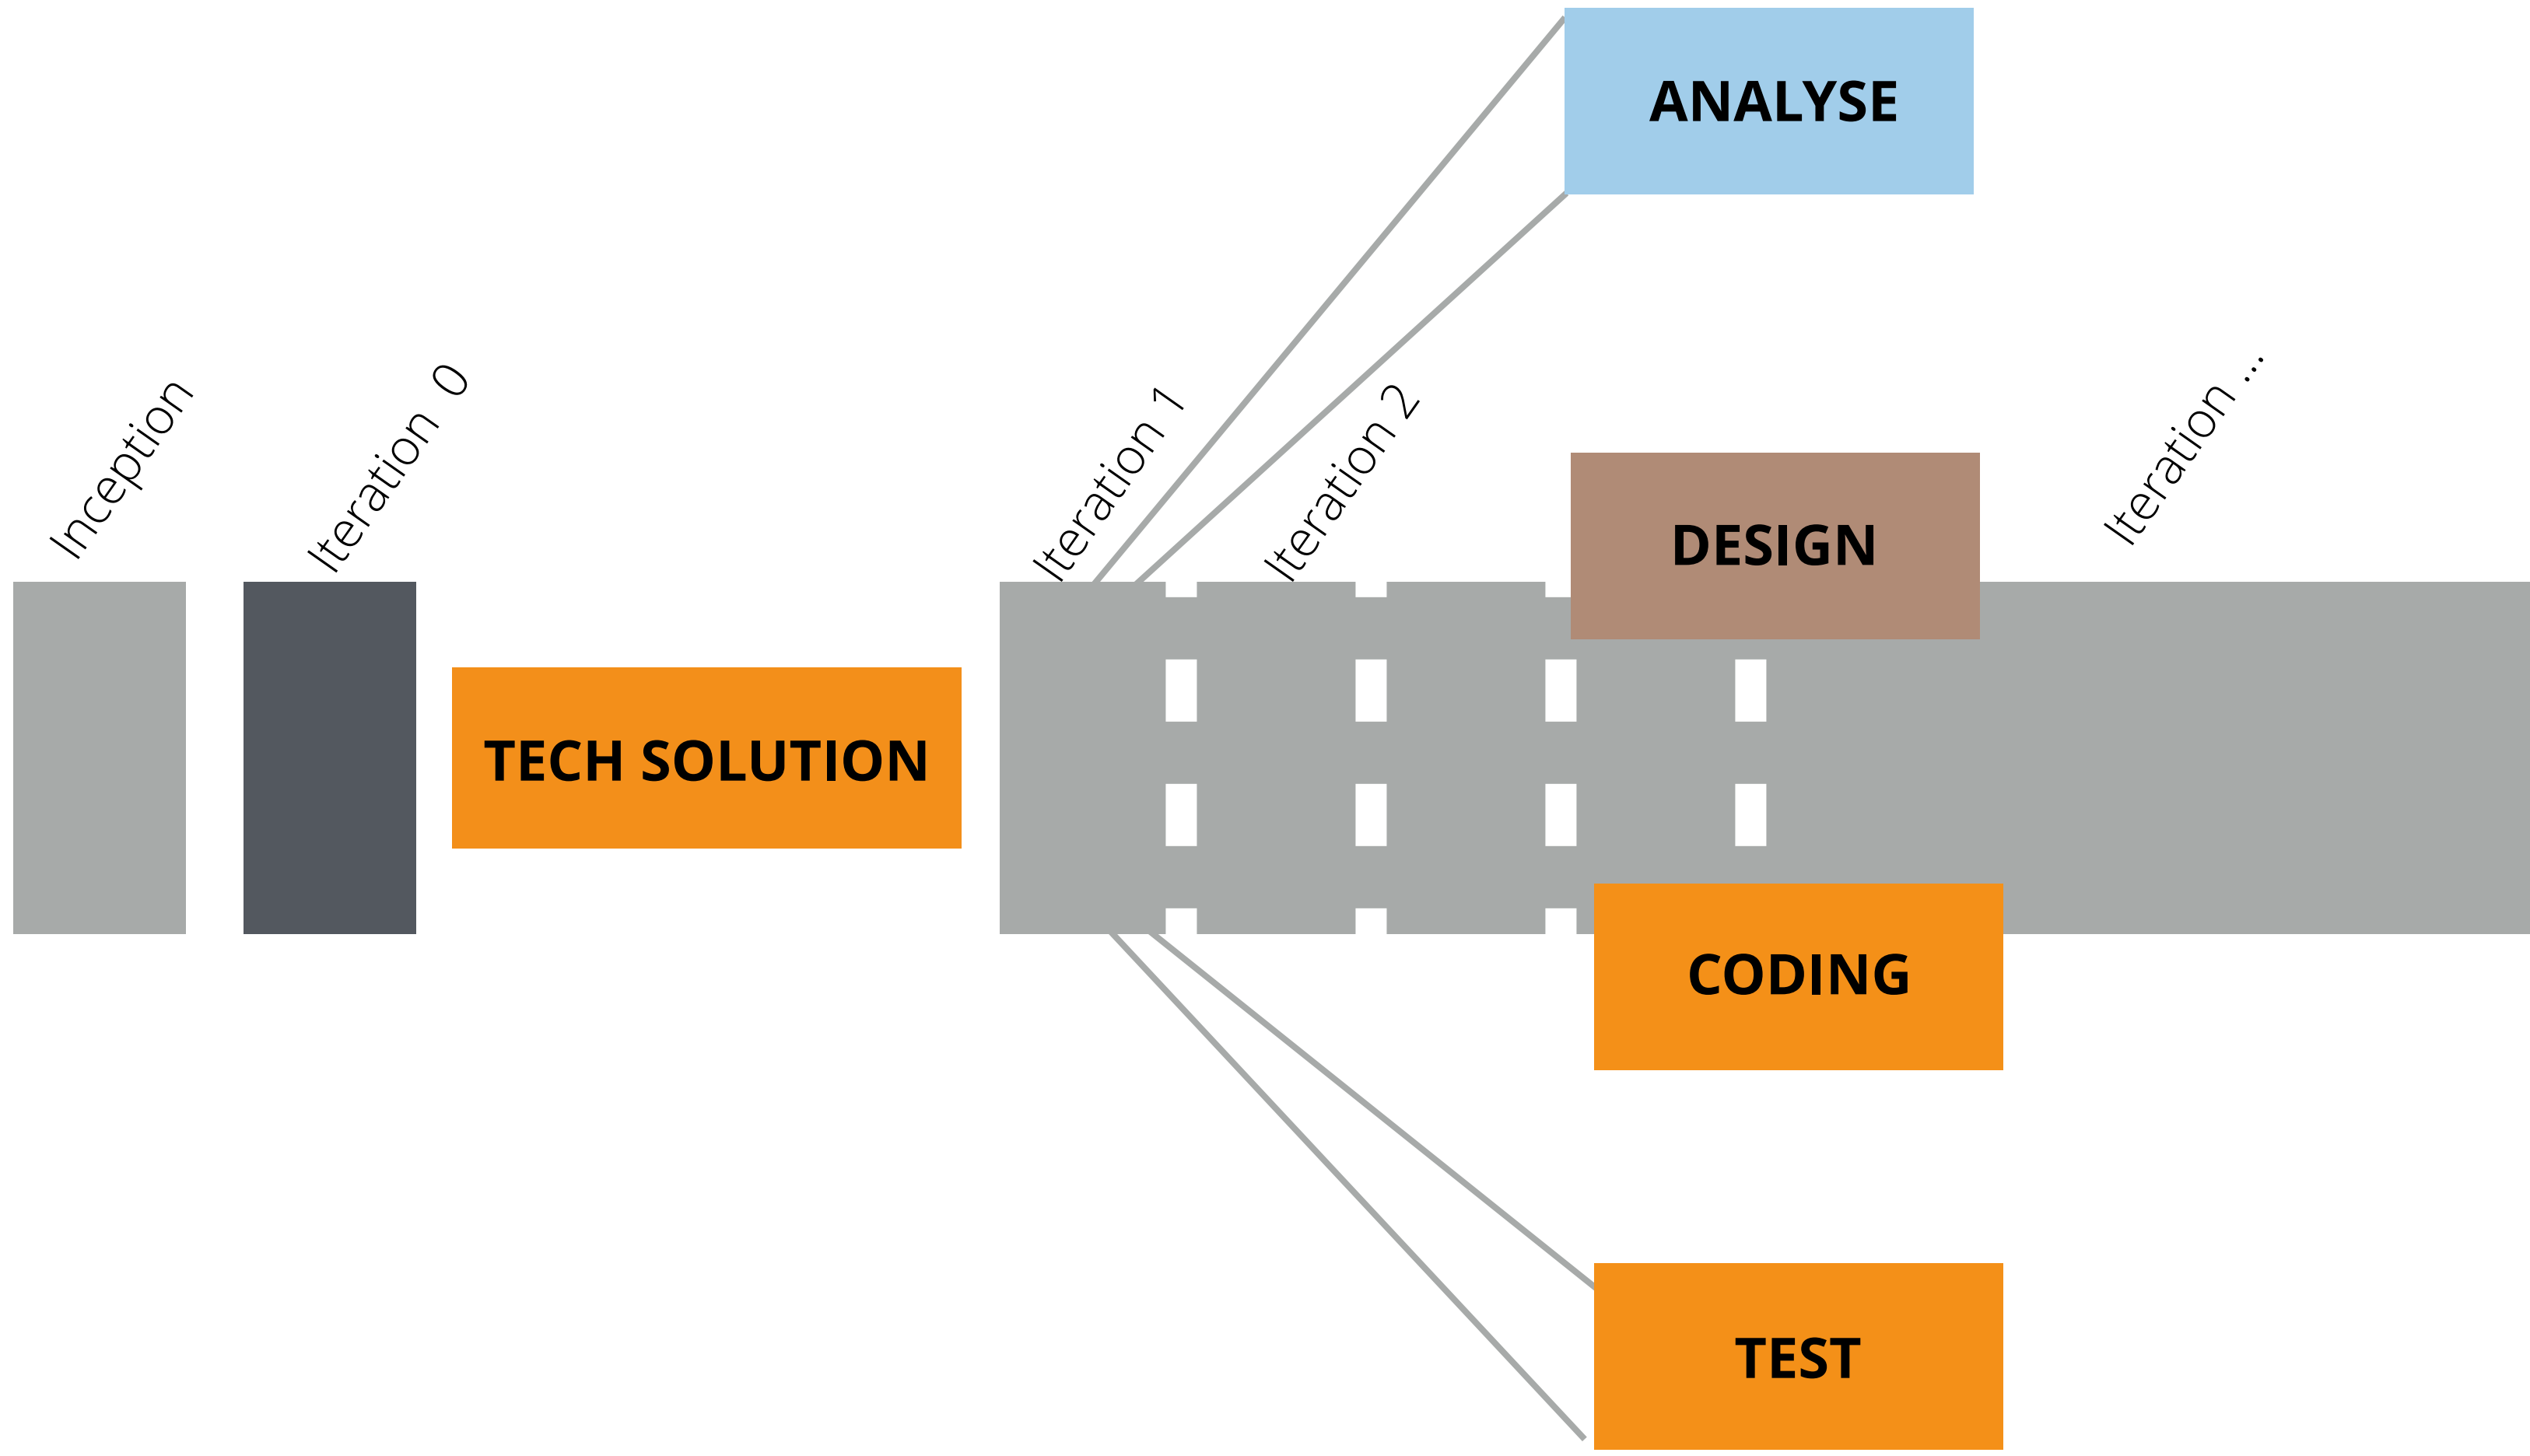 ANALYSE
Inception
Iteration 0
Iteration 1
Iteration 2
Iteration ...
DESIGN
TECH SOLUTION
CODING
TEST